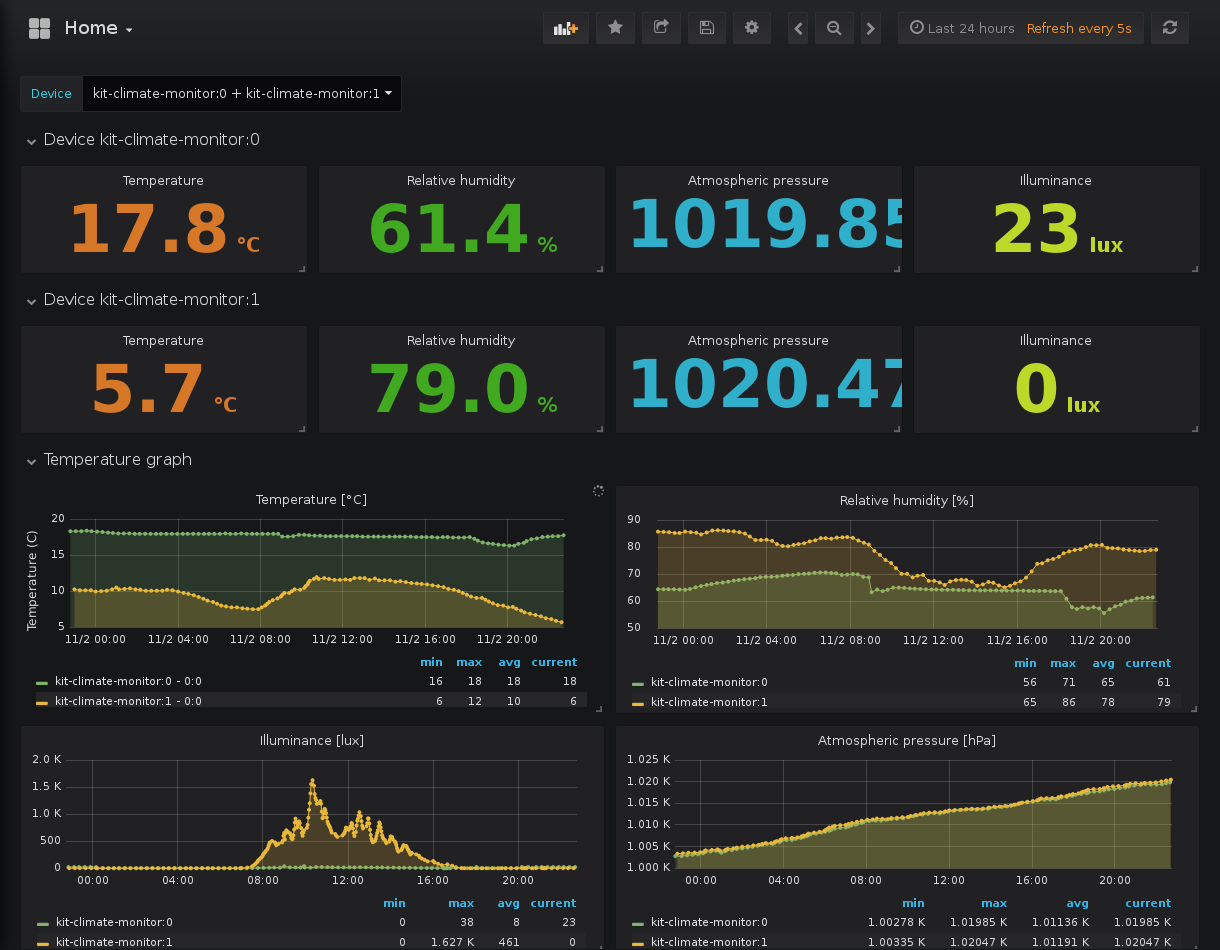 Home
Last 24 hours Refresh every 5s
Device kit-climate-monitor:0 + kit-climate-monitor:1
Device kit-climate-monitor:0
Temperature Relative humidity Atmospheric pressure Illuminance
17.8 °C 61.4 % 1019.85 23 lux
Device kit-climate-monitor:1
Temperature Relative humidity Atmospheric pressure Illuminance
5.7 °C 79.0 % 1020.47 0 lux
Temperature graph
Temperature [°C]
Temperature (C)
20
15
10
5
11/2 00:00 11/2 04:00 11/2 08:00 11/2 12:00 11/2 16:00 11/2 20:00
min max avg current
kit-climate-monitor:0 - 0:0 16 18 18 18
kit-climate-monitor:1 - 0:0 6 12 10 6
Relative humidity [%]
90
80
70
60
50
11/2 00:00 11/2 04:00 11/2 08:00 11/2 12:00 11/2 16:00 11/2 20:00
min max avg current
kit-climate-monitor:0 56 71 65 61
kit-climate-monitor:1 65 86 78 79
Illuminance [lux]
2.0 K
1.5 K
1.0 K
500
0
00:00 04:00 08:00 12:00 16:00 20:00
min max avg current
kit-climate-monitor:0 0 38 8 23
kit-climate-monitor:1 0 1.627 K 461 0
Atmospheric pressure [hPa]
1.025 K
1.020 K
1.015 K
1.010 K
1.005 K
1.000 K
00:00 04:00 08:00 12:00 16:00 20:00
min max avg current
kit-climate-monitor:0 1.00278 K 1.01985 K 1.01136 K 1.01985 K
kit-climate-monitor:1 1.00335 K 1.02047 K 1.01191 K 1.02047 K